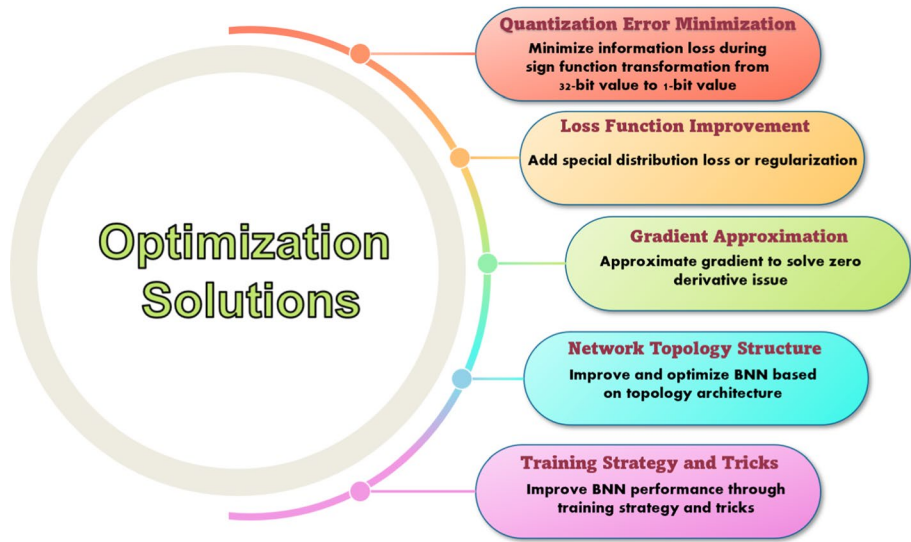 Optimization
Solutions
Quantization Error Minimization
Minimize information loss during
sign function transformation from
32-bit value to 1-bit value
Loss Function Improvement
Add special distribution loss or regularization
Gradient Approximation
Approximate gradient to solve zero
derivative issue
Network Topology Structure
Improve and optimize BNN based
on topology architecture
Training Strategy and Tricks
Improve BNN performance through
training strategy and tricks